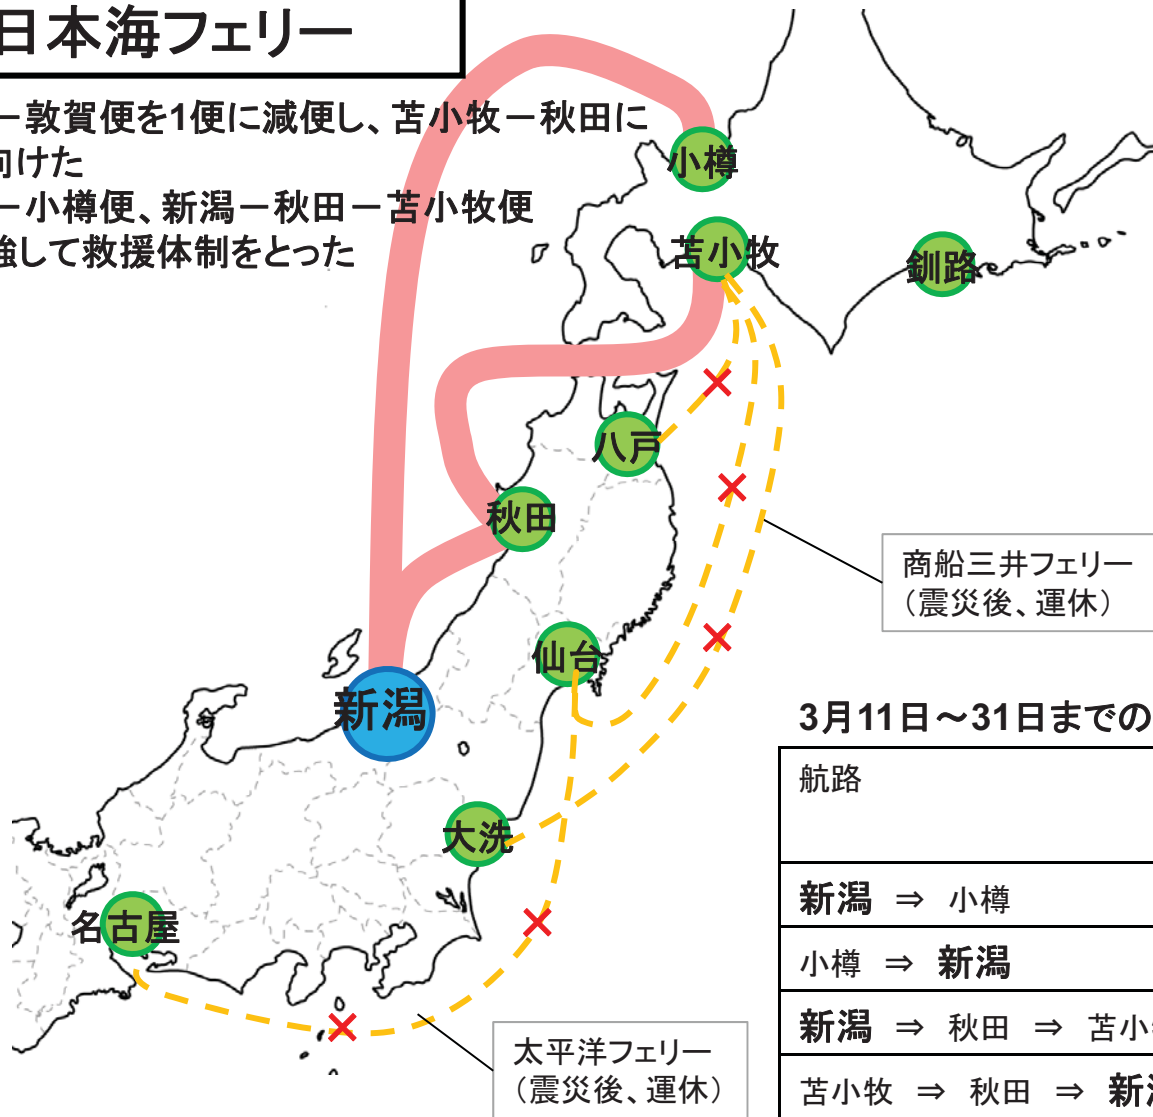 日本海フェリー
－敦賀便を1便に減便し、苫小牧－秋田に
向けた
－小樽便、新潟－秋田－苫小牧便
強して救援体制をとった
小樽
苫小牧
釧路
八戸
秋田
商船三井フェリー
（震災後、運休）
仙台
新潟
3月11日～31日までの
航路
大洗
新潟 ⇒ 小樽
名古屋
小樽 ⇒ 新潟
新潟 ⇒ 秋田 ⇒ 苫小
太平洋フェリー
（震災後、運休）
苫小牧 ⇒ 秋田 ⇒ 新